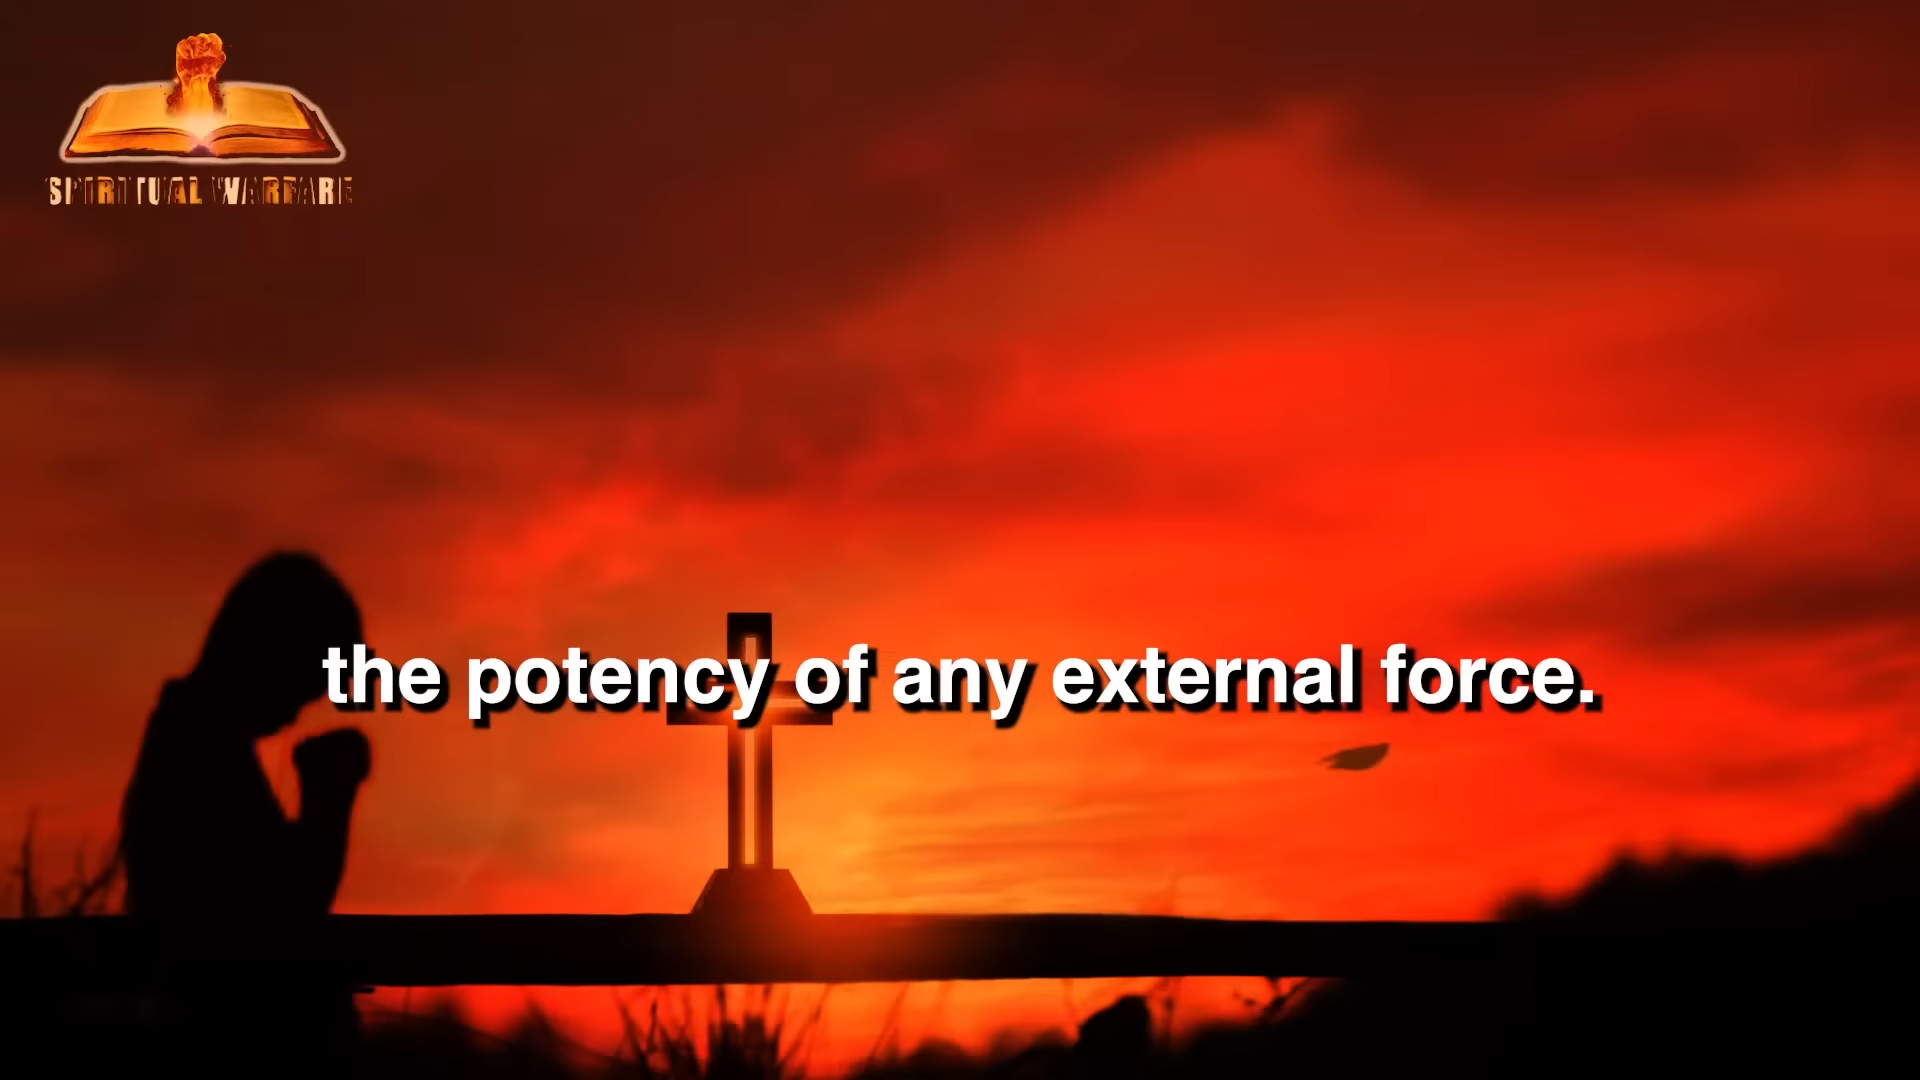 SPIRITUAL WARFARE
the potency of any external force.